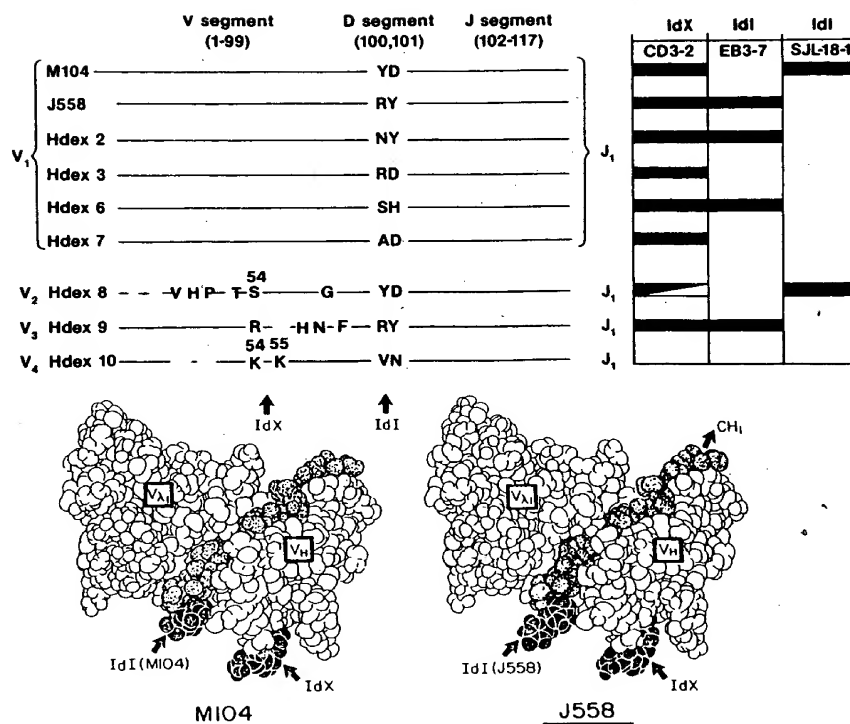 V segment D segment J segment IdX IdI IdI
(1-99) (100,101) (102-117) CD3-2 EB3-7 SJL-18-1
M104 YD
J558 RY
Hdex 2 NY
V1 J1
Hdex 3 RD
Hdex 6 SH
Hdex 7 AD
54
V2 Hdex 8 V H P T S G YD J1
V3 Hdex 9 R H N F RY J1
54 55
V4 Hdex 10 K K VN J1
IdX IdI CH1
VλI VλI
VH VH
IdI (M104) IdI (J558)
IdX IdX
M104 J558